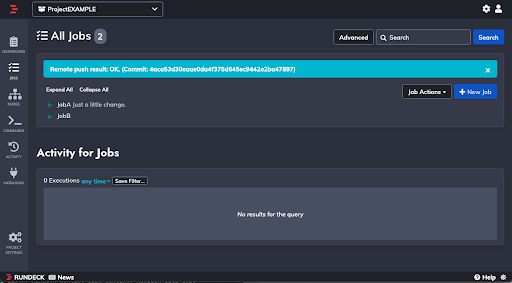 ProjectEXAMPLE
DASHBOARD
JOBS
NODES
COMMANDS
ACTIVITY
WEBHOOKS
PROJECT
SETTINGS
All Jobs 2
Advanced
Search
Search
Remote push result: OK. (Commit: 4aca53d30eaae0da4f375d645ec9442e2ba47897) ×
Expand All Collapse All
Job Actions
+ New Job
JobA Just a little change.
JobB
Activity for Jobs
0 Executions any time Save Filter...
No results for the query
RUNDECK News
Help